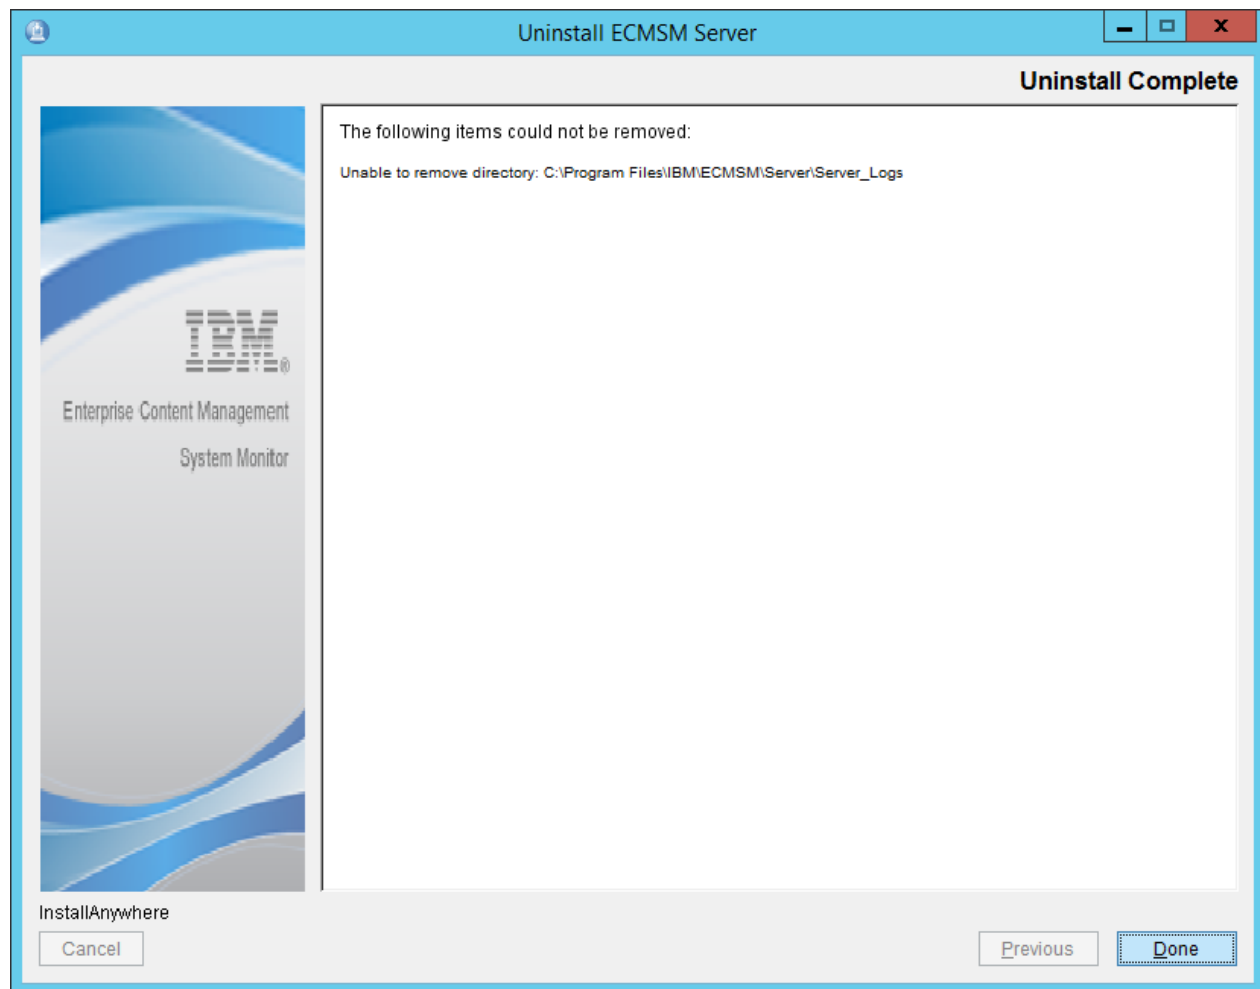 Uninstall ECMSM Server
Uninstall Complete
The following items could not be removed:
Unable to remove directory: C:\Program Files\IBM\ECMSM\Server\Server_Logs
IBM®
Enterprise Content Management
System Monitor
InstallAnywhere
Cancel
Previous
Done